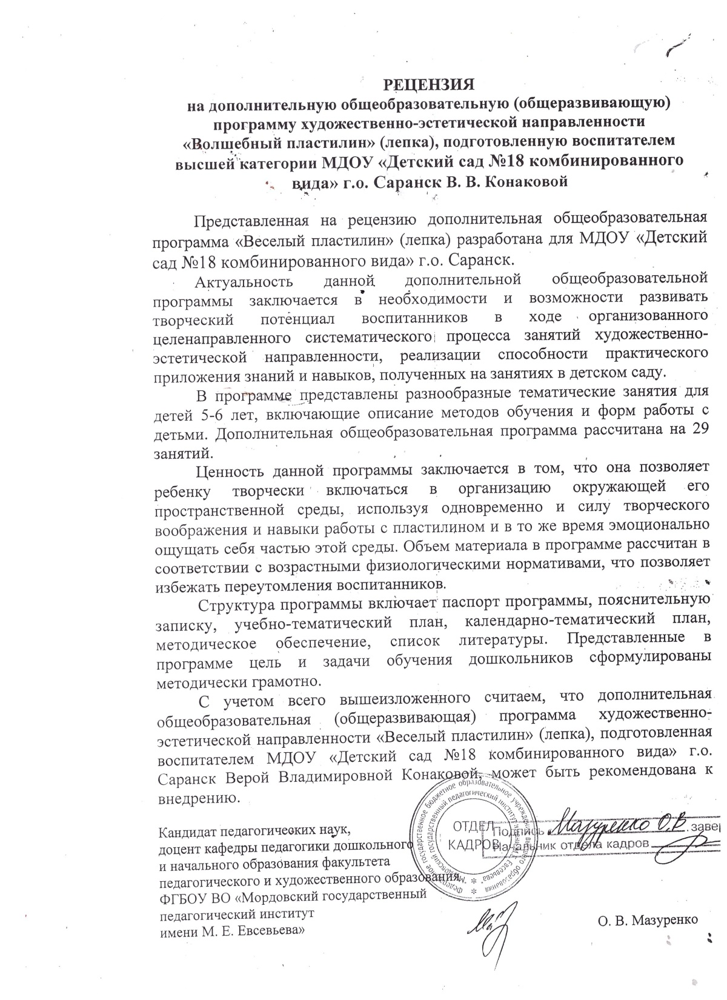 РЕЦЕНЗИЯ
на дополнительную общеобразовательную (общеразвивающую)
программу художественно-эстетической направленности
«Волшебный пластилин» (лепка), подготовленную воспитателем
высшей категории МДОУ «Детский сад №18 комбинированного
вида» г.о. Саранск В. В. Конаковой
Представленная на рецензию дополнительная общеобразовательная
программа «Веселый пластилин» (лепка) разработана для МДОУ «Детский
сад №18 комбинированного вида» г.о. Саранск.
Актуальность данной дополнительной общеобразовательной
программы заключается в необходимости и возможности развивать
творческий потенциал воспитанников в ходе организованного
целенаправленного систематического процесса занятий художественно-
эстетической направленности, реализации способности практического
приложения знаний и навыков, полученных на занятиях в детском саду.
В программе представлены разнообразные тематические занятия для
детей 5-6 лет, включающие описание методов обучения и форм работы с
детьми. Дополнительная общеобразовательная программа рассчитана на 29
занятий.
Ценность данной программы заключается в том, что она позволяет
ребенку творчески включаться в организацию окружающей его
пространственной среды, используя одновременно и силу творческого
воображения и навыки работы с пластилином и в то же время эмоционально
ощущать себя частью этой среды. Объем материала в программе рассчитан в
соответствии с возрастными физиологическими нормативами, что позволяет
избежать переутомления воспитанников.
Структура программы включает паспорт программы, пояснительную
записку, учебно-тематический план, календарно-тематический план,
методическое обеспечение, список литературы. Представленные в
программе цель и задачи обучения дошкольников сформулированы
методически грамотно.
С учетом всего вышеизложенного считаем, что дополнительная
общеобразовательная (общеразвивающая) программа художественно-
эстетической направленности «Веселый пластилин» (лепка), подготовленная
воспитателем МДОУ «Детский сад №18 комбинированного вида» г.о.
Саранск Верой Владимировной Конаковой, может быть рекомендована к
внедрению.
Кандидат педагогических наук,
доцент кафедры педагогики дошкольного
и начального образования факультета
педагогического и художественного образования
ФГБОУ ВО «Мордовский государственный
педагогический институт
имени М. Е. Евсевьева»
О. В. Мазуренко
ОТДЕЛ
КАДРОВ
Подпись Мазуренко О.В. завер
Начальник отдела кадров
Федеральное государственное бюджетное образовательное учреждение высшего образования
"Мордовский государственный педагогический институт имени М.Е. Евсевьева"